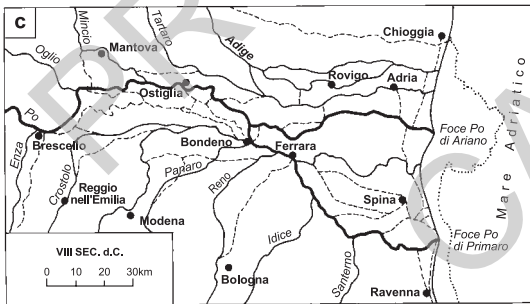 C
Chioggia
Mincio
Tartaro
Oglio
Mantova
Adige
Rovigo
Adria
Ostiglia
Po
Foce Po
di Ariano
Enza
Brescello
Bondeno
Ferrara
Crostolo
Panaro
Reno
Mare Adriatico
Reggio
nell'Emilia
Modena
Spina
Idice
Foce Po
di Primaro
VIII SEC. d.C.
0 10 20 30km
Bologna
Santerno
Ravenna